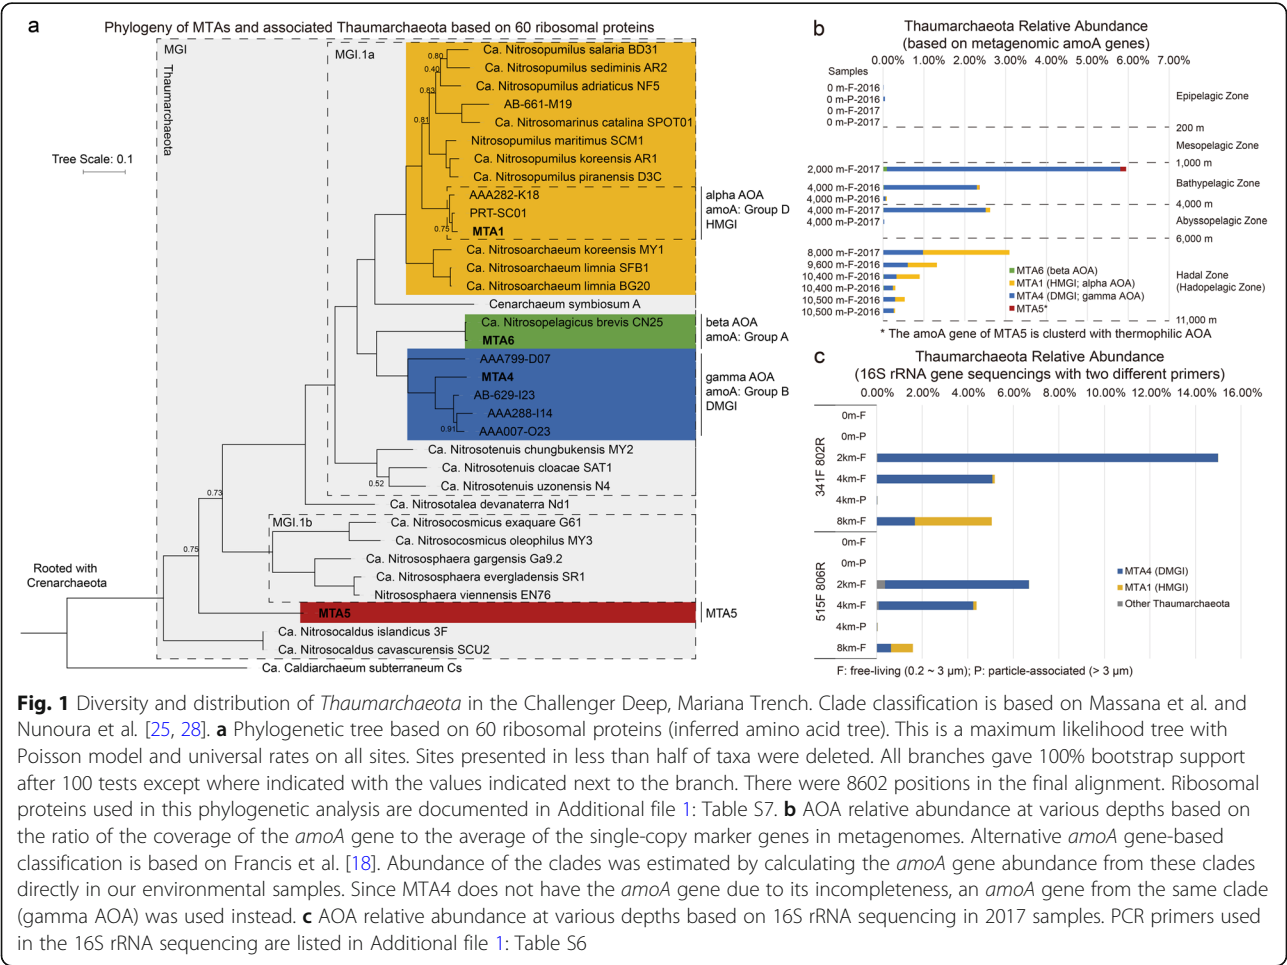 a
Phylogeny of MTAs and associated Thaumarchaeota based on 60 ribosomal proteins
MGI
Thaumarchaeota
MGI.1a
Tree Scale: 0.1
0.80
0.40
0.83
0.81
0.75
Ca. Nitrosopumilus salaria BD31
Ca. Nitrosopumilus sediminis AR2
Ca. Nitrosopumilus adriaticus NF5
AB-661-M19
Ca. Nitrosomarinus catalina SPOT01
Nitrosopumilus maritimus SCM1
Ca. Nitrosopumilus koreensis AR1
Ca. Nitrosopumilus piranensis D3C
AAA282-K18
PRT-SC01
MTA1
alpha AOA
amoA: Group D
HMGI
Ca. Nitrosoarchaeum koreensis MY1
Ca. Nitrosoarchaeum limnia SFB1
Ca. Nitrosoarchaeum limnia BG20
Cenarchaeum symbiosum A
Ca. Nitrosopelagicus brevis CN25
MTA6
beta AOA
amoA: Group A
AAA799-D07
MTA4
AB-629-I23
AAA288-I14
AAA007-O23
0.91
gamma AOA
amoA: Group B
DMGI
Ca. Nitrosotenuis chungbukensis MY2
Ca. Nitrosotenuis cloacae SAT1
Ca. Nitrosotenuis uzonensis N4
0.52
0.73
Ca. Nitrosotalea devanaterra Nd1
MGI.1b
Ca. Nitrosocosmicus exaquare G61
Ca. Nitrosocosmicus oleophilus MY3
Ca. Nitrososphaera gargensis Ga9.2
Ca. Nitrososphaera evergladensis SR1
Nitrososphaera viennensis EN76
0.75
Rooted with
Crenarchaeota
MTA5
MTA5
Ca. Nitrosocaldus islandicus 3F
Ca. Nitrosocaldus cavascurensis SCU2
Ca. Caldiarchaeum subterraneum Cs
b
Thaumarchaeota Relative Abundance
(based on metagenomic amoA genes)
0.00% 1.00% 2.00% 3.00% 4.00% 5.00% 6.00% 7.00%
Samples
0 m-F-2016
0 m-P-2016
0 m-F-2017
0 m-P-2017
Epipelagic Zone
200 m
Mesopelagic Zone
1,000 m
2,000 m-F-2017
4,000 m-F-2016
4,000 m-P-2016
Bathypelagic Zone
4,000 m
4,000 m-F-2017
4,000 m-P-2017
Abyssopelagic Zone
6,000 m
8,000 m-F-2017
9,600 m-F-2016
10,400 m-F-2016
10,400 m-P-2016
10,500 m-F-2016
10,500 m-P-2016
MTA6 (beta AOA)
MTA1 (HMGI; alpha AOA)
MTA4 (DMGI; gamma AOA)
MTA5*
Hadal Zone
(Hadopelagic Zone)
11,000 m
* The amoA gene of MTA5 is clusterd with thermophilic AOA
c
Thaumarchaeota Relative Abundance
(16S rRNA gene sequencings with two different primers)
0.00% 2.00% 4.00% 6.00% 8.00% 10.00% 12.00% 14.00% 16.00%
341F 802R
0m-F
0m-P
2km-F
4km-F
4km-P
8km-F
515F 806R
0m-F
0m-P
2km-F
4km-F
4km-P
8km-F
MTA4 (DMGI)
MTA1 (HMGI)
Other Thaumarchaeota
F: free-living (0.2 ~ 3 μm); P: particle-associated (> 3 μm)
Fig. 1 Diversity and distribution of Thaumarchaeota in the Challenger Deep, Mariana Trench. Clade classification is based on Massana et al. and
Nunoura et al. [25, 28]. a Phylogenetic tree based on 60 ribosomal proteins (inferred amino acid tree). This is a maximum likelihood tree with
Poisson model and universal rates on all sites. Sites presented in less than half of taxa were deleted. All branches gave 100% bootstrap support
after 100 tests except where indicated with the values indicated next to the branch. There were 8602 positions in the final alignment. Ribosomal
proteins used in this phylogenetic analysis are documented in Additional file 1: Table S7. b AOA relative abundance at various depths based on
the ratio of the coverage of the amoA gene to the average of the single-copy marker genes in metagenomes. Alternative amoA gene-based
classification is based on Francis et al. [18]. Abundance of the clades was estimated by calculating the amoA gene abundance from these clades
directly in our environmental samples. Since MTA4 does not have the amoA gene due to its incompleteness, an amoA gene from the same clade
(gamma AOA) was used instead. c AOA relative abundance at various depths based on 16S rRNA sequencing in 2017 samples. PCR primers used
in the 16S rRNA sequencing are listed in Additional file 1: Table S6